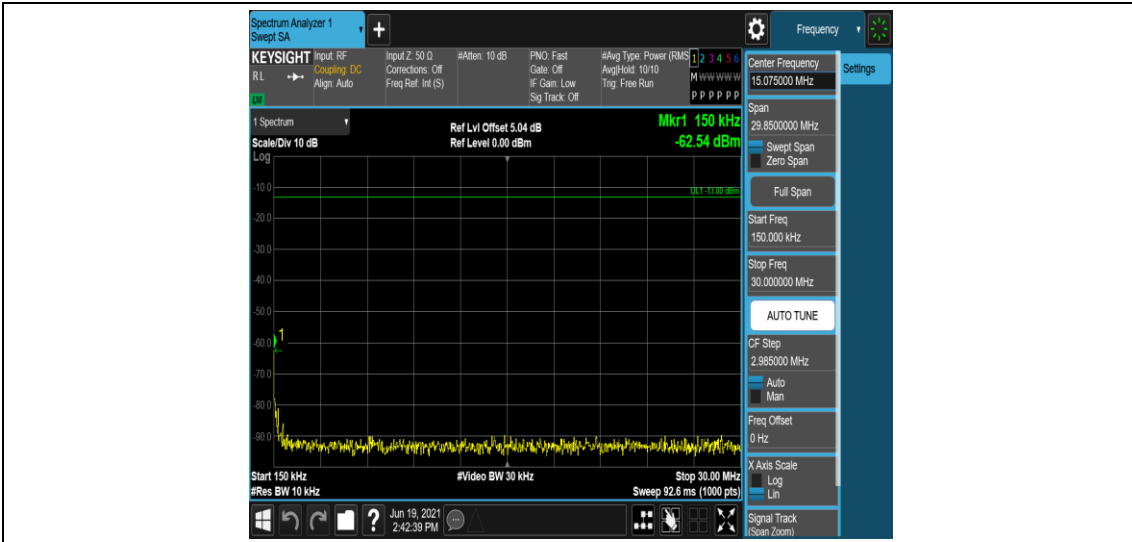 Spectrum Analyzer 1
Swept SA
+
Frequency
KEYSIGHT
RL
LXI
Input: RF
Coupling: DC
Align: Auto
Input Z: 50 Ω
Corrections: Off
Freq Ref: Int (S)
#Atten: 10 dB
PNO: Fast
Gate: Off
IF Gain: Low
Sig Track: Off
#Avg Type: Power (RMS
Avg|Hold: 10/10
Trig: Free Run
1 2 3 4 5 6
M W W W W W
P P P P P P
1 Spectrum
Scale/Div 10 dB
Log
Ref Lvl Offset 5.04 dB
Ref Level 0.00 dBm
Mkr1 150 kHz
-62.54 dBm
DL1 -13.00 dBm
-10.0
-20.0
-30.0
-40.0
-50.0
-60.0
-70.0
-80.0
-90.0
1
Start 150 kHz
#Res BW 10 kHz
#Video BW 30 kHz
Stop 30.00 MHz
Sweep 92.6 ms (1000 pts)
?
Jun 19, 2021
2:42:39 PM
Center Frequency
15.075000 MHz
Settings
Span
29.8500000 MHz
Swept Span
Zero Span
Full Span
Start Freq
150.000 kHz
Stop Freq
30.000000 MHz
AUTO TUNE
CF Step
2.985000 MHz
Auto
Man
Freq Offset
0 Hz
X Axis Scale
Log
Lin
Signal Track
(Span Zoom)